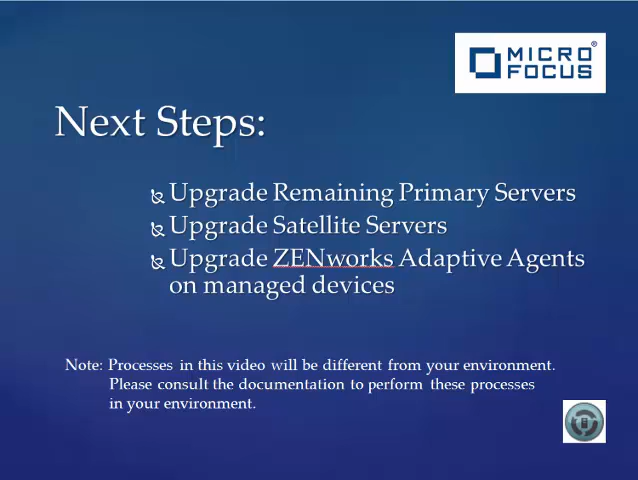 MICRO®
FOCUS
Next Steps:
Upgrade Remaining Primary Servers
Upgrade Satellite Servers
Upgrade ZENworks Adaptive Agents
on managed devices
Note: Processes in this video will be different from your environment.
Please consult the documentation to perform these processes
in your environment.